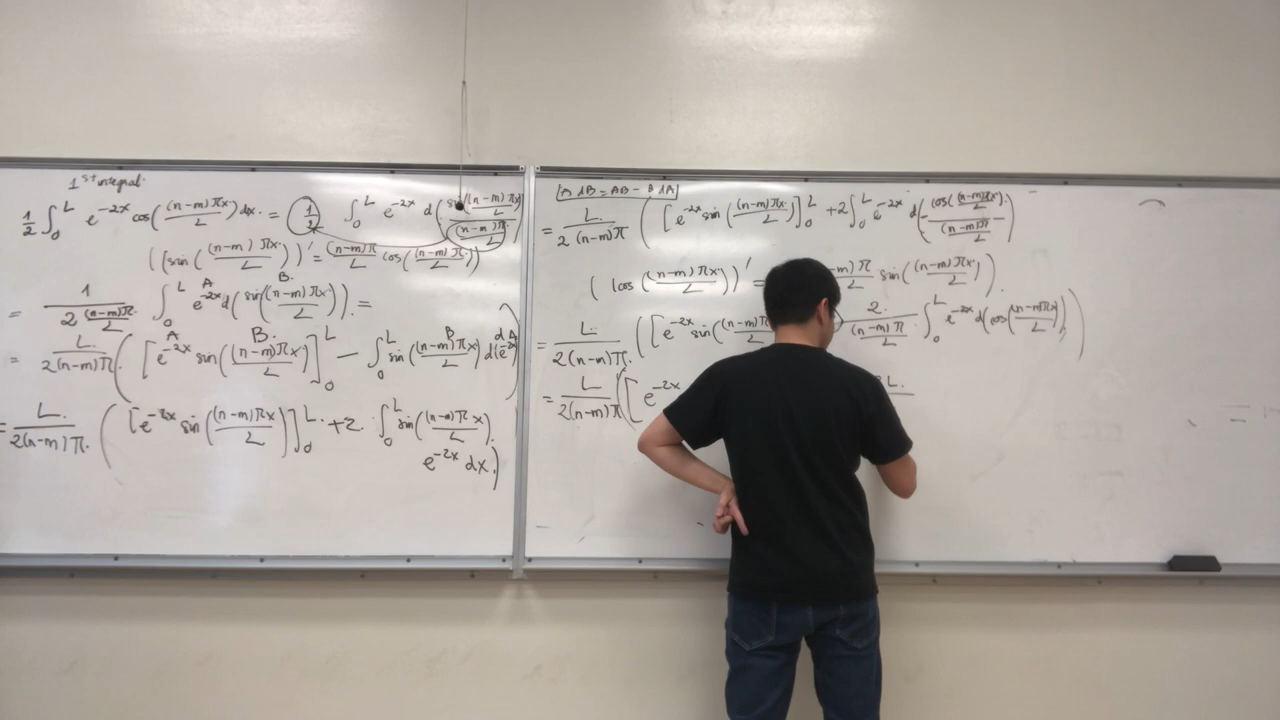 1st integral.
1/2 ∫_0^L e^{-2x} cos((n-m)πx/L) dx. = (1/2) ∫_0^L e^{-2x} d(sin((n-m)πx/L)/((n-m)π/L))
((sin((n-m)πx/L))' = (n-m)π/L cos((n-m)πx/L))
= 1/(2 (n-m)π/L) ∫_0^L A e^{-2x} d(B. sin((n-m)πx/L)). =
= L./(2(n-m)π) ([A e^{-2x} B. sin((n-m)πx/L)]_0^L - ∫_0^L B sin((n-m)πx/L) dA d(e^{-2x}))
= L./(2(n-m)π.) ([e^{-2x} sin((n-m)πx/L)]_0^L. +2. ∫_0^L sin((n-m)πx/L).
e^{-2x} dx.)
∫A dB = AB - ∫B dA
= L./(2(n-m)π) ([e^{-2x} sin((n-m)πx/L)]_0^L +2∫_0^L e^{-2x} d(-cos((n-m)πx/L)/((n-m)π/L)))
(cos((n-m)πx/L))' = -(n-m)π/L sin((n-m)πx/L)).
= L./(2(n-m)π.) ([e^{-2x} sin((n-m)π 2./((n-m)π/L) ∫_0^L e^{-2x} d(cos((n-m)πx/L)))
= L/(2(n-m)π) ([e^{-2x} 2L.